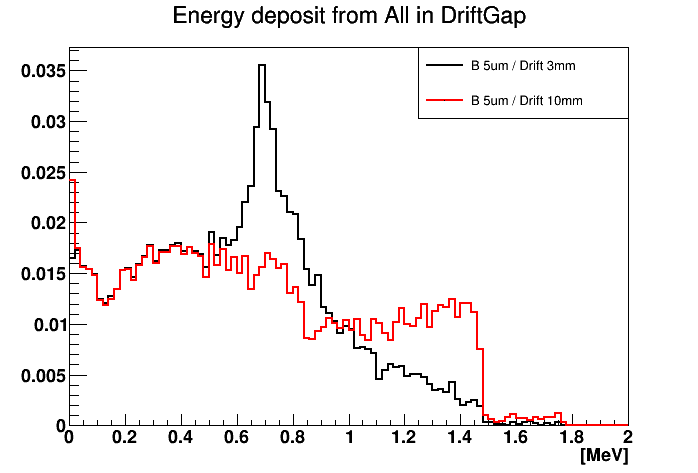 Energy deposit from All in DriftGap
B 5um / Drift 3mm
B 5um / Drift 10mm
0.035
0.03
0.025
0.02
0.015
0.01
0.005
0
0 0.2 0.4 0.6 0.8 1 1.2 1.4 1.6 1.8 2
[MeV]